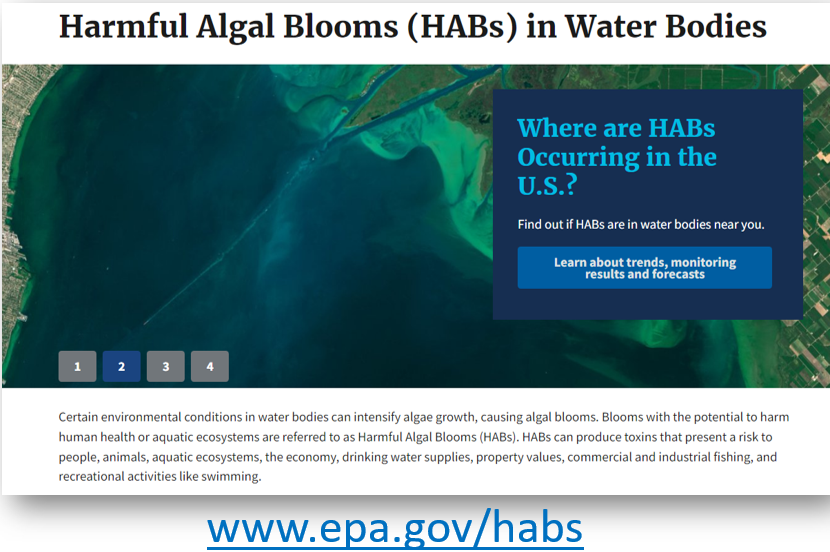 Harmful Algal Blooms (HABs) in Water Bodies
Where are HABs
Occurring in the
U.S.?
Find out if HABs are in water bodies near you.
Learn about trends, monitoring
results and forecasts
1 2 3 4
Certain environmental conditions in water bodies can intensify algae growth, causing algal blooms. Blooms with the potential to harm
human health or aquatic ecosystems are referred to as Harmful Algal Blooms (HABs). HABs can produce toxins that present a risk to
people, animals, aquatic ecosystems, the economy, drinking water supplies, property values, commercial and industrial fishing, and
recreational activities like swimming.
www.epa.gov/habs